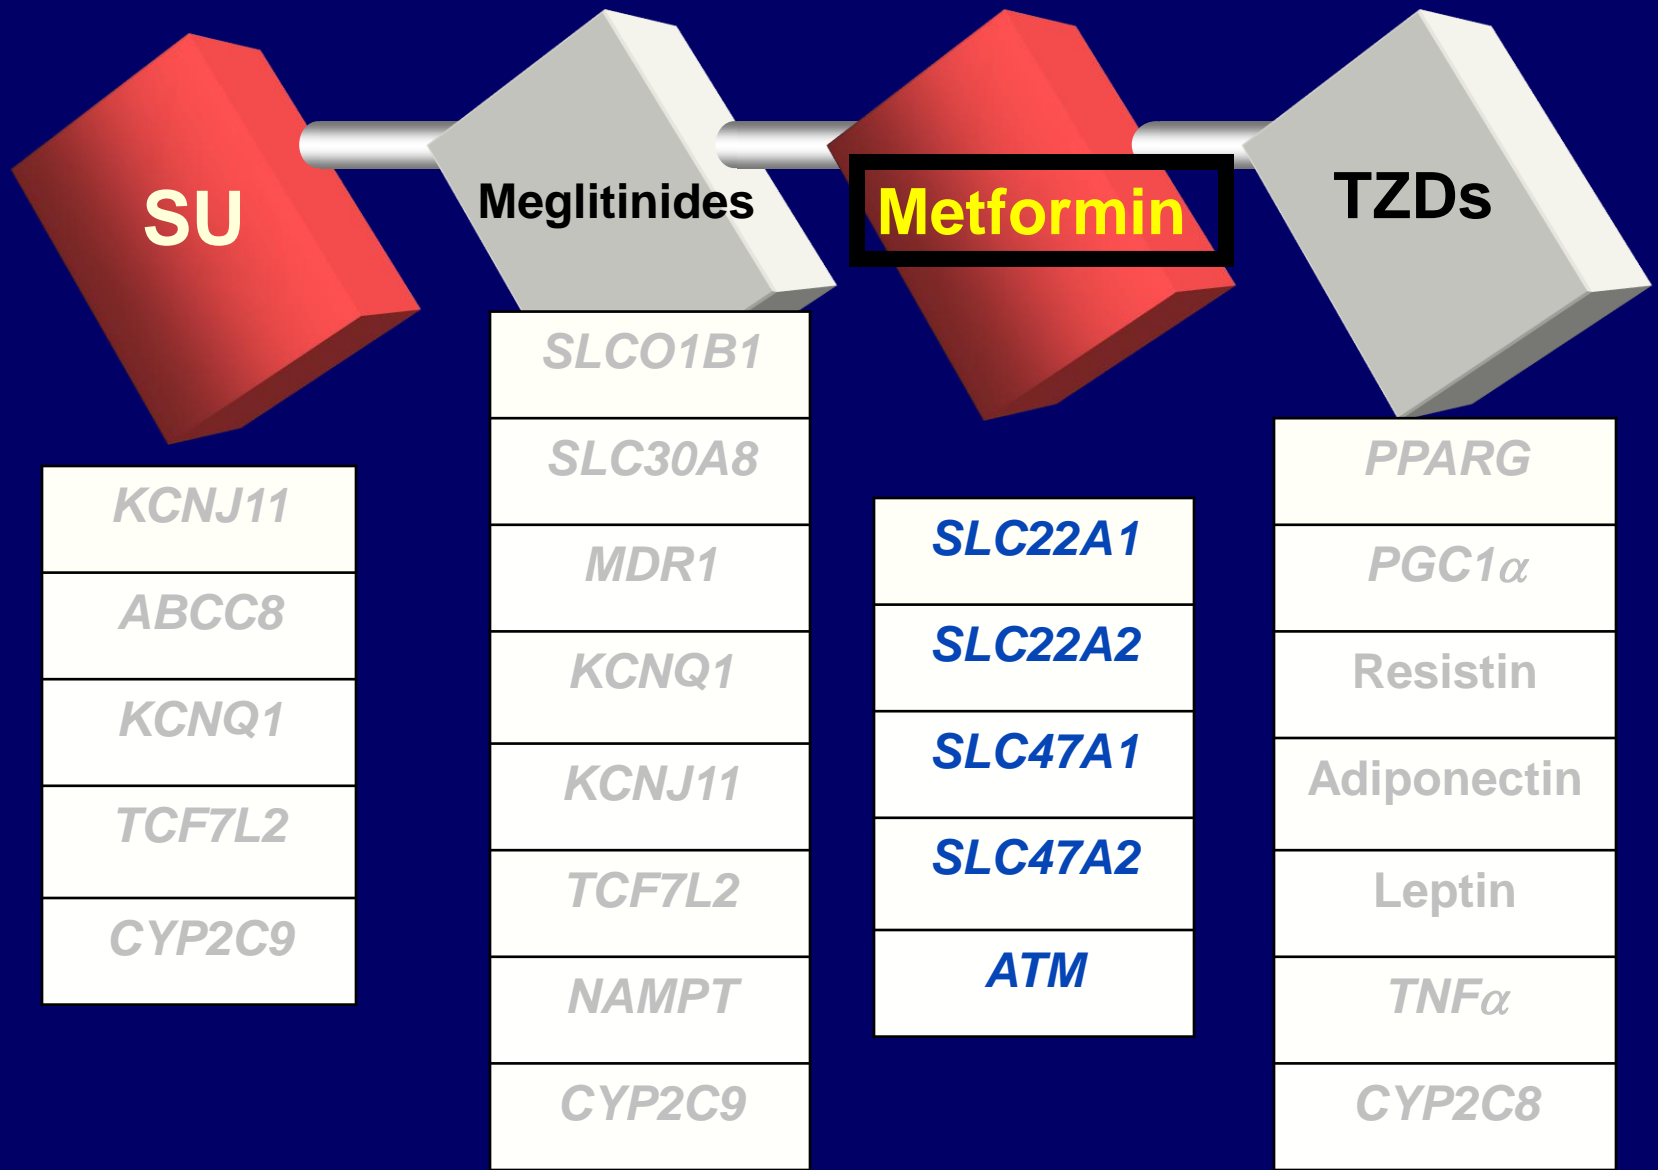 SU
Meglitinides
Metformin
TZDs
KCNJ11
ABCC8
KCNQ1
TCF7L2
CYP2C9
SLCO1B1
SLC30A8
MDR1
KCNQ1
KCNJ11
TCF7L2
NAMPT
CYP2C9
SLC22A1
SLC22A2
SLC47A1
SLC47A2
ATM
PPARG
PGC1α
Resistin
Adiponectin
Leptin
TNFα
CYP2C8